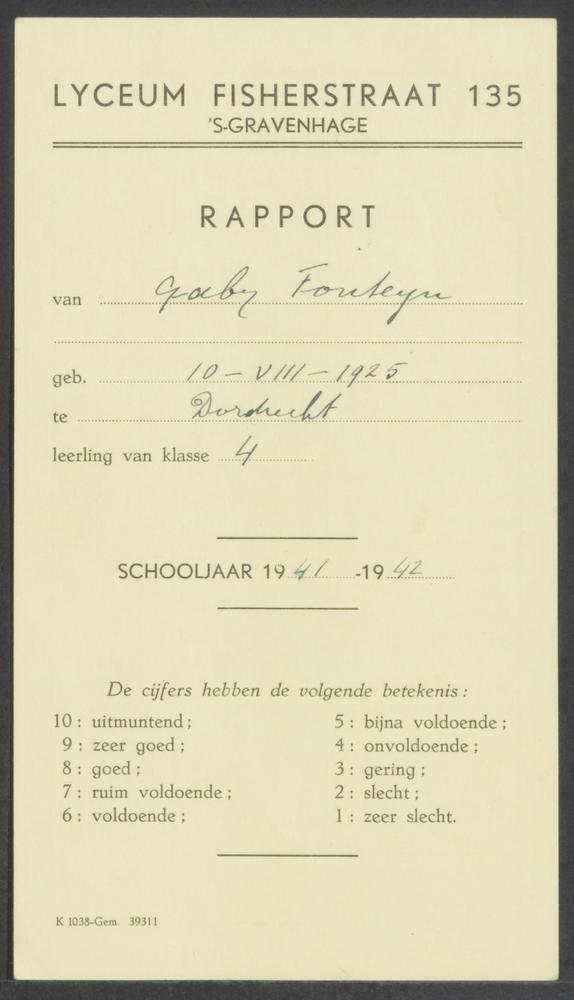 LYCEUM FISHERSTRAAT 135
'S-GRAVENHAGE
RAPPORT
van Gaby Fonteyn
geb. 10 - VIII - 1925
te Dordrecht
leerling van klasse 4
SCHOOLJAAR 1941 -1942
De cijfers hebben de volgende betekenis:
10: uitmuntend; 5: bijna voldoende;
9: zeer goed; 4: onvoldoende;
8: goed; 3: gering;
7: ruim voldoende; 2: slecht;
6: voldoende; 1: zeer slecht.
K 1038-Gem. 39311